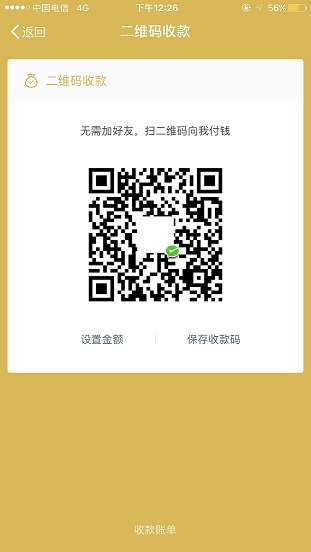 中国电信 4G 下午12:26 56%
返回 二维码收款
二维码收款
无需加好友，扫二维码向我付钱
设置金额 保存收款码
收款账单